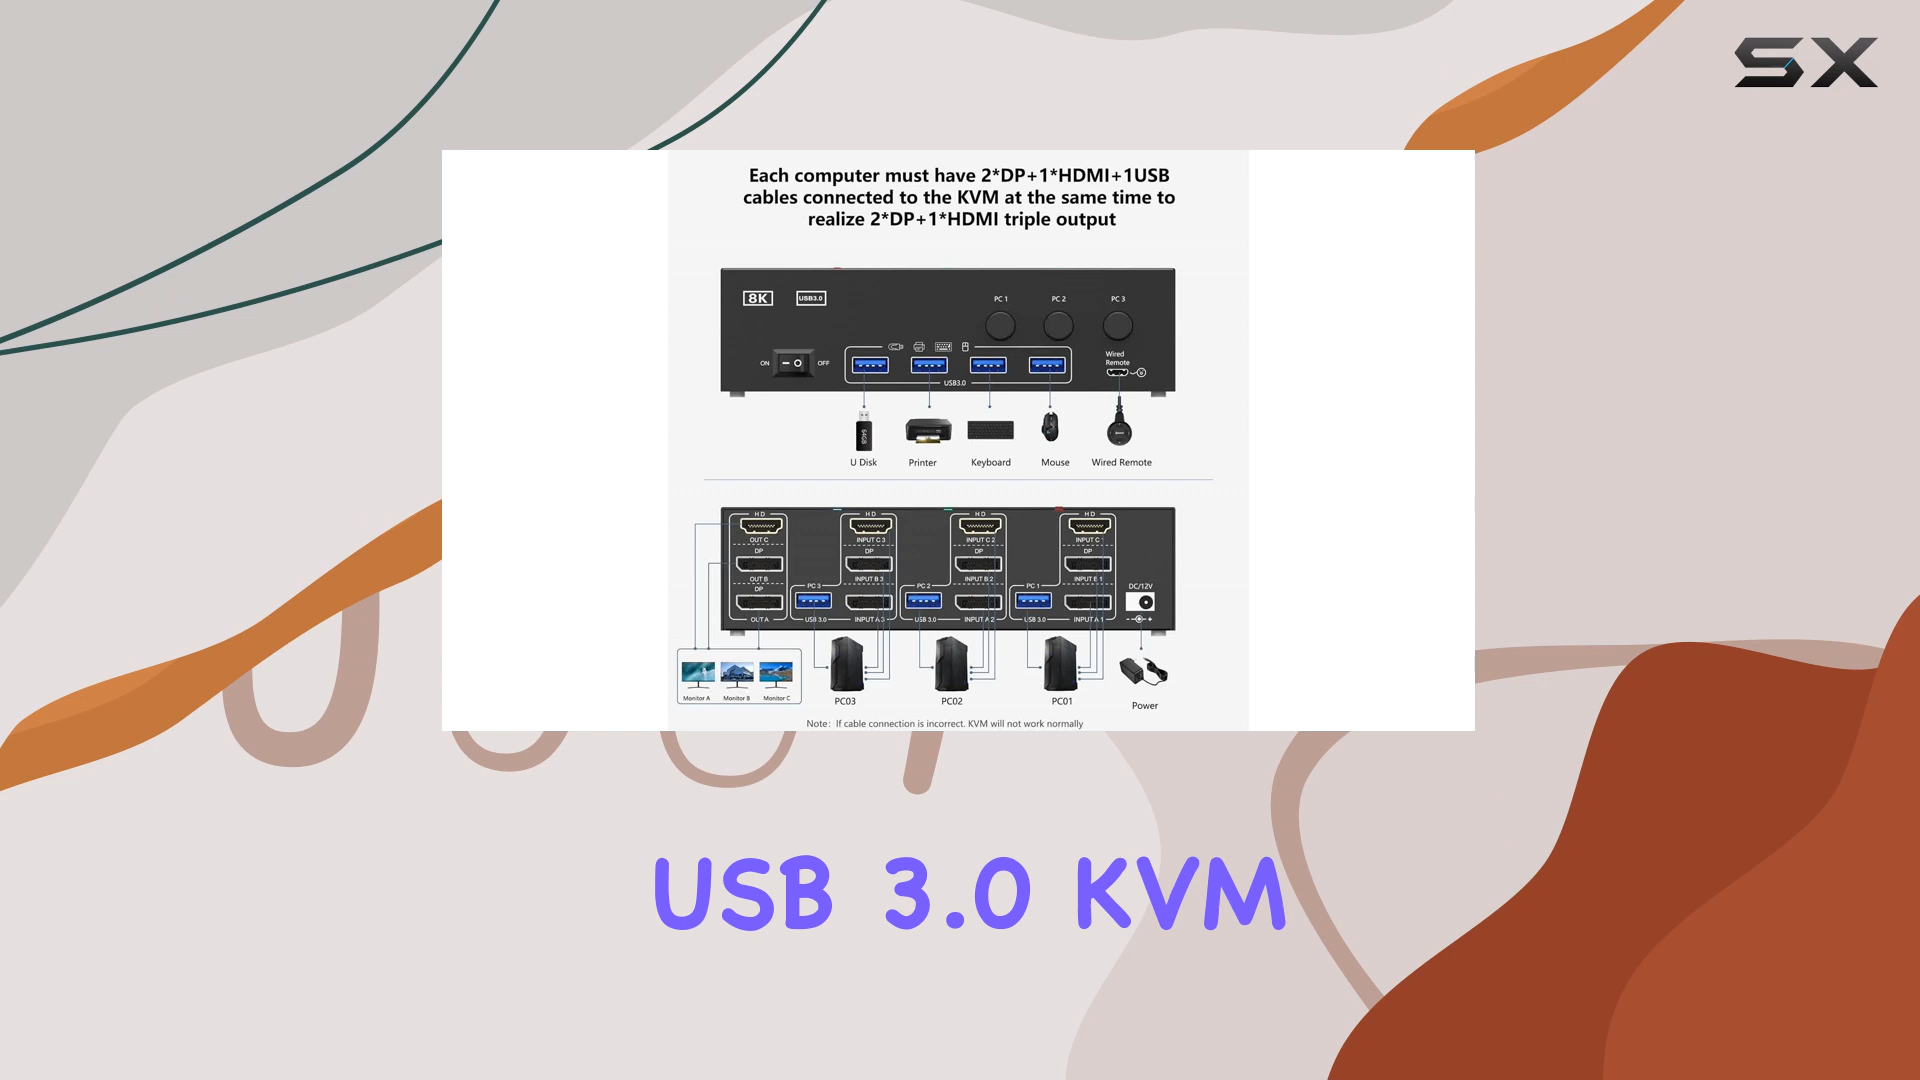 SX
Each computer must have 2*DP+1*HDMI+1USB
cables connected to the KVM at the same time to
realize 2*DP+1*HDMI triple output
8K USB3.0 PC 1 PC 2 PC 3
ON OFF Wired
Remote
USB3.0
64GB
U Disk Printer Keyboard Mouse Wired Remote
HD HD HD HD
OUT C INPUT C 3 INPUT C 2 INPUT C 1
DP DP DP DP
OUT B INPUT B 3 INPUT B 2 INPUT B 1
DP PC 3 PC 2 PC 1 DC/12V
OUT A USB 3.0 INPUT A 3 USB 3.0 INPUT A 2 USB 3.0 INPUT A 1
Monitor A Monitor B Monitor C
PC03 PC02 PC01 Power
Note: If cable connection is incorrect. KVM will not work normally
USB 3.0 KVM